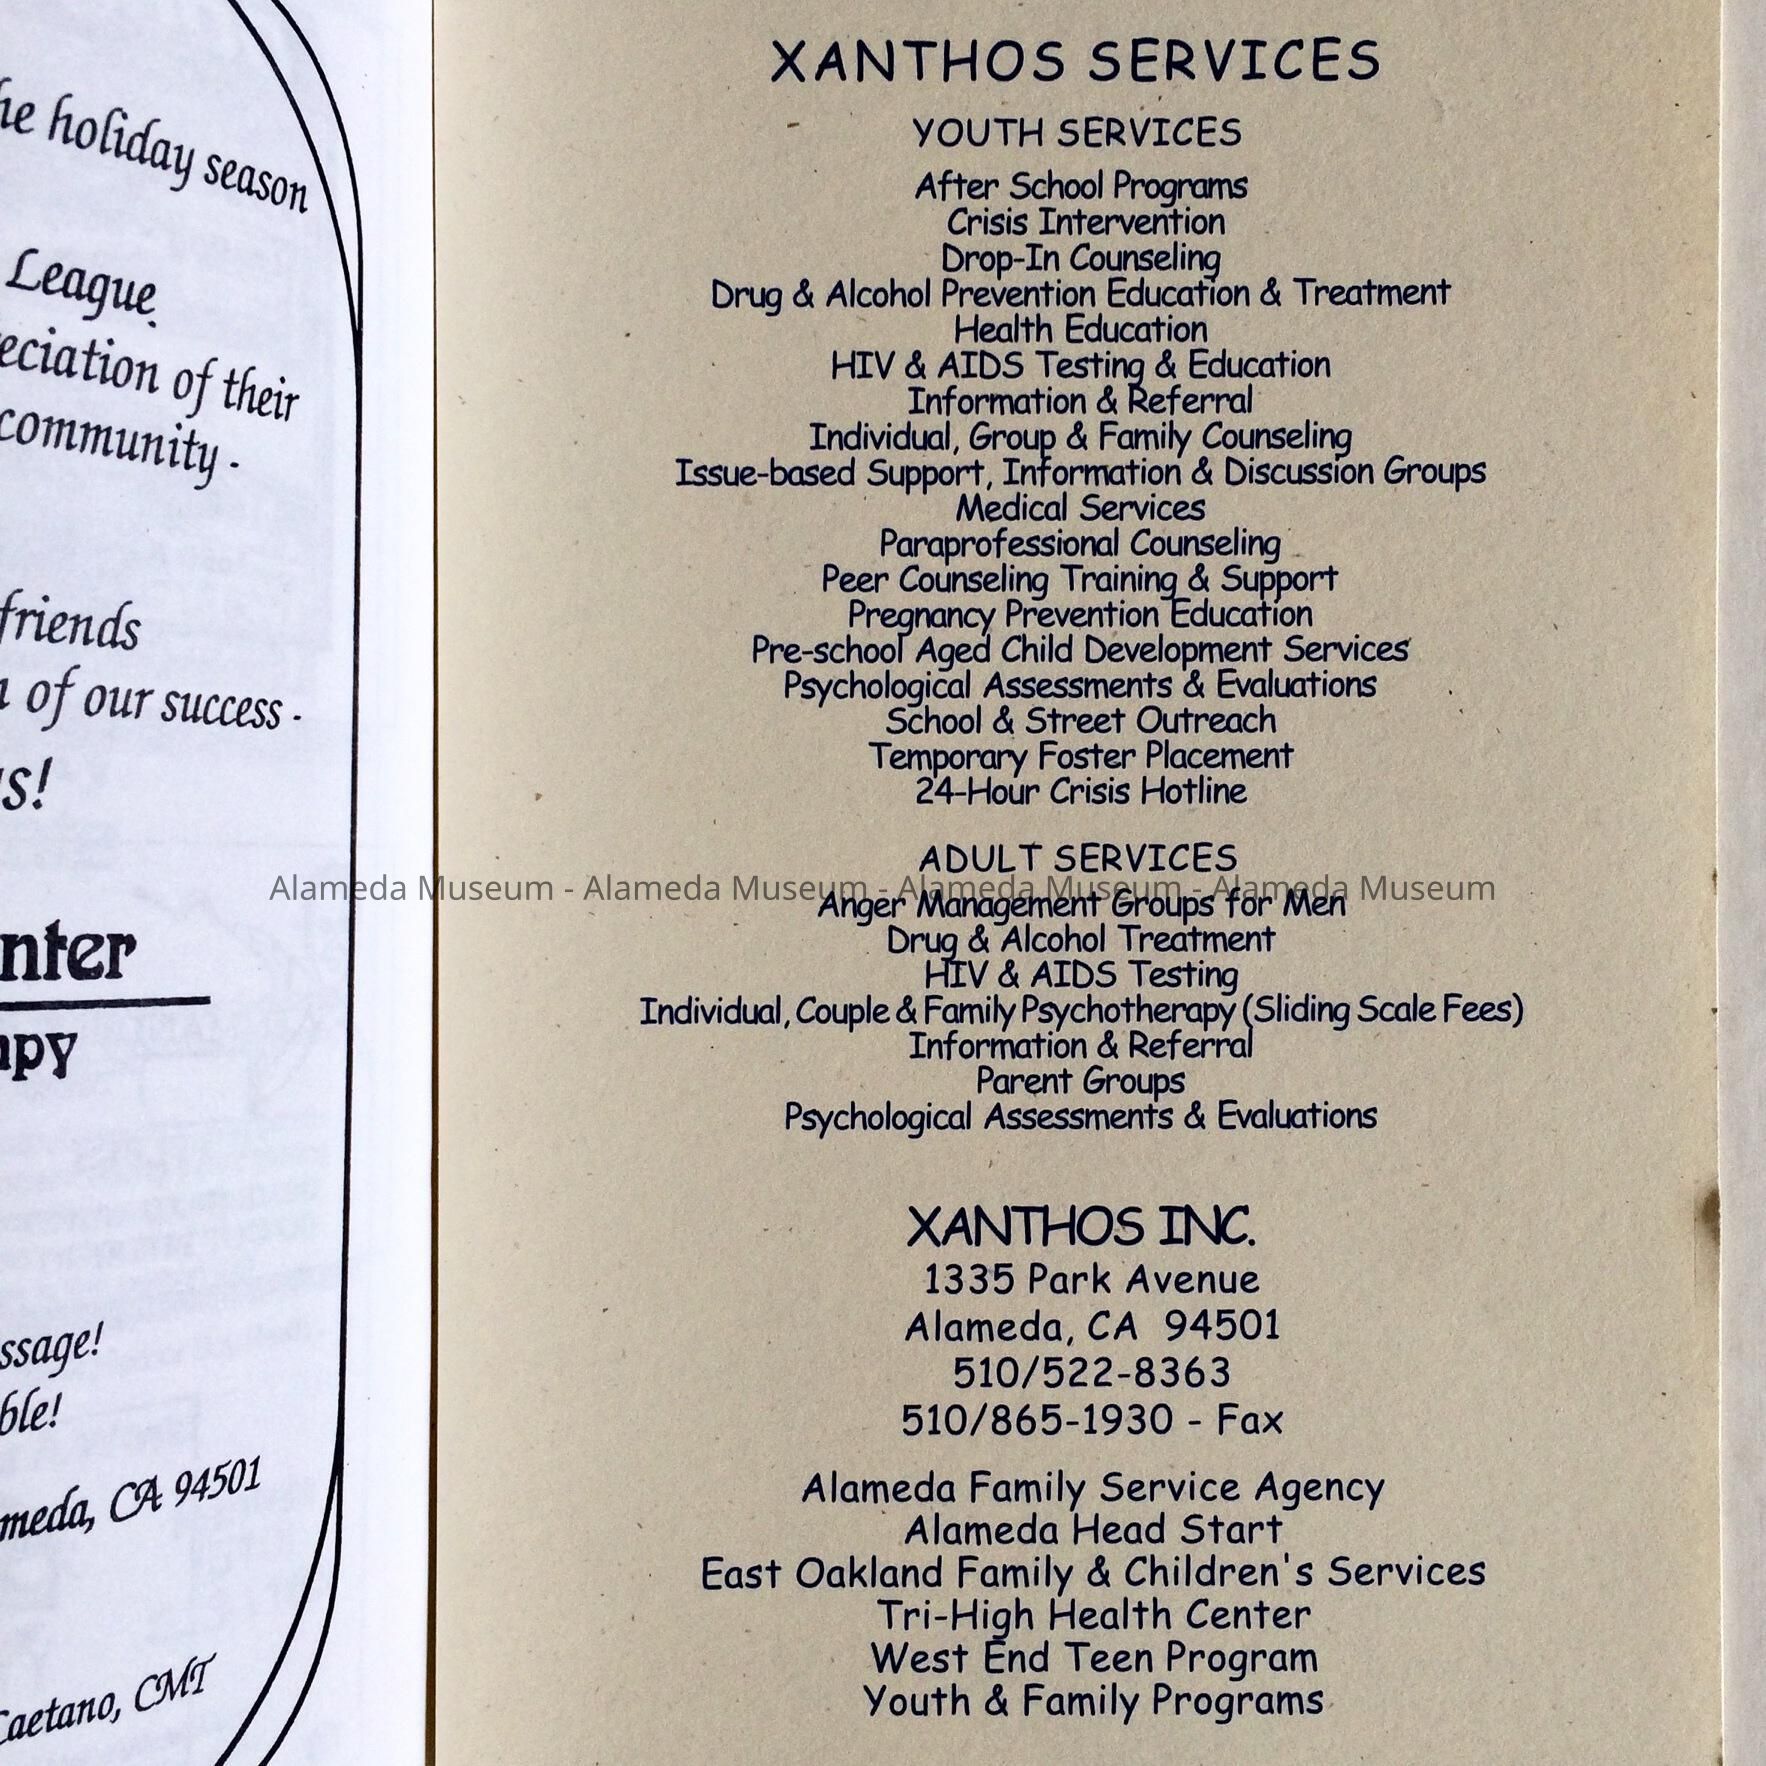 he holiday season
League
eciation of their
community -
friends
of our success -
s!
nter
apy
ssage!
ble!
meda, CA 94501
Caetano, CMT
XANTHOS SERVICES
YOUTH SERVICES
After School Programs
Crisis Intervention
Drop-In Counseling
Drug & Alcohol Prevention Education & Treatment
Health Education
HIV & AIDS Testing & Education
Information & Referral
Individual, Group & Family Counseling
Issue-based Support, Information & Discussion Groups
Medical Services
Paraprofessional Counseling
Peer Counseling Training & Support
Pregnancy Prevention Education
Pre-school Aged Child Development Services
Psychological Assessments & Evaluations
School & Street Outreach
Temporary Foster Placement
24-Hour Crisis Hotline
ADULT SERVICES
Alameda Museum - Alameda Museum - Alameda Museum - Alameda Museum
Anger Management Groups for Men
Drug & Alcohol Treatment
HIV & AIDS Testing
Individual, Couple & Family Psychotherapy (Sliding Scale Fees)
Information & Referral
Parent Groups
Psychological Assessments & Evaluations
XANTHOS INC.
1335 Park Avenue
Alameda, CA 94501
510/522-8363
510/865-1930 - Fax
Alameda Family Service Agency
Alameda Head Start
East Oakland Family & Children's Services
Tri-High Health Center
West End Teen Program
Youth & Family Programs